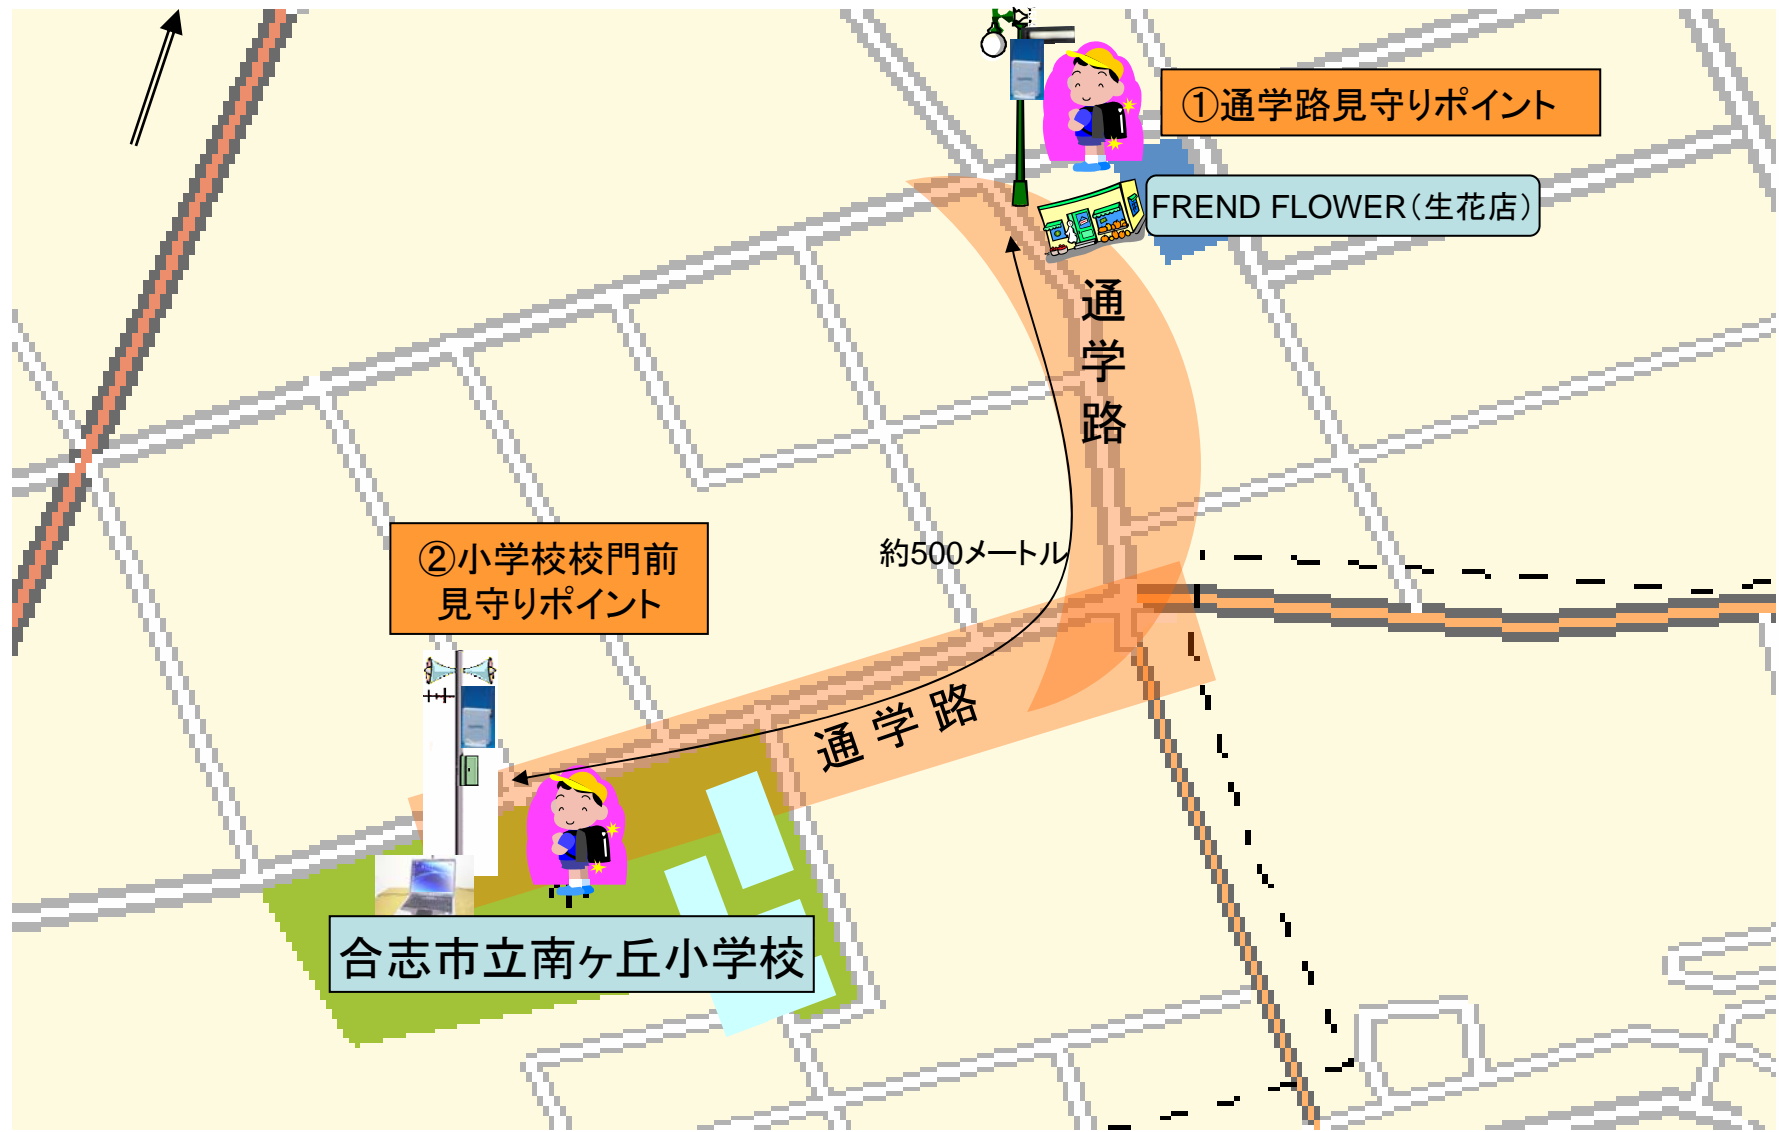 ①通学路見守りポイント
FREND FLOWER（生花店）
通学路
約500メートル
②小学校校門前
見守りポイント
通学路
合志市立南ヶ丘小学校